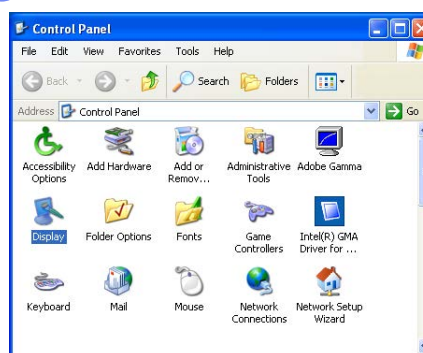 Control Panel
File Edit View Favorites Tools Help
Back Search Folders
Address Control Panel Go
Accessibility Options Add Hardware Add or Remov... Administrative Tools Adobe Gamma
Display Folder Options Fonts Game Controllers Intel(R) GMA Driver for ...
Keyboard Mail Mouse Network Connections Network Setup Wizard